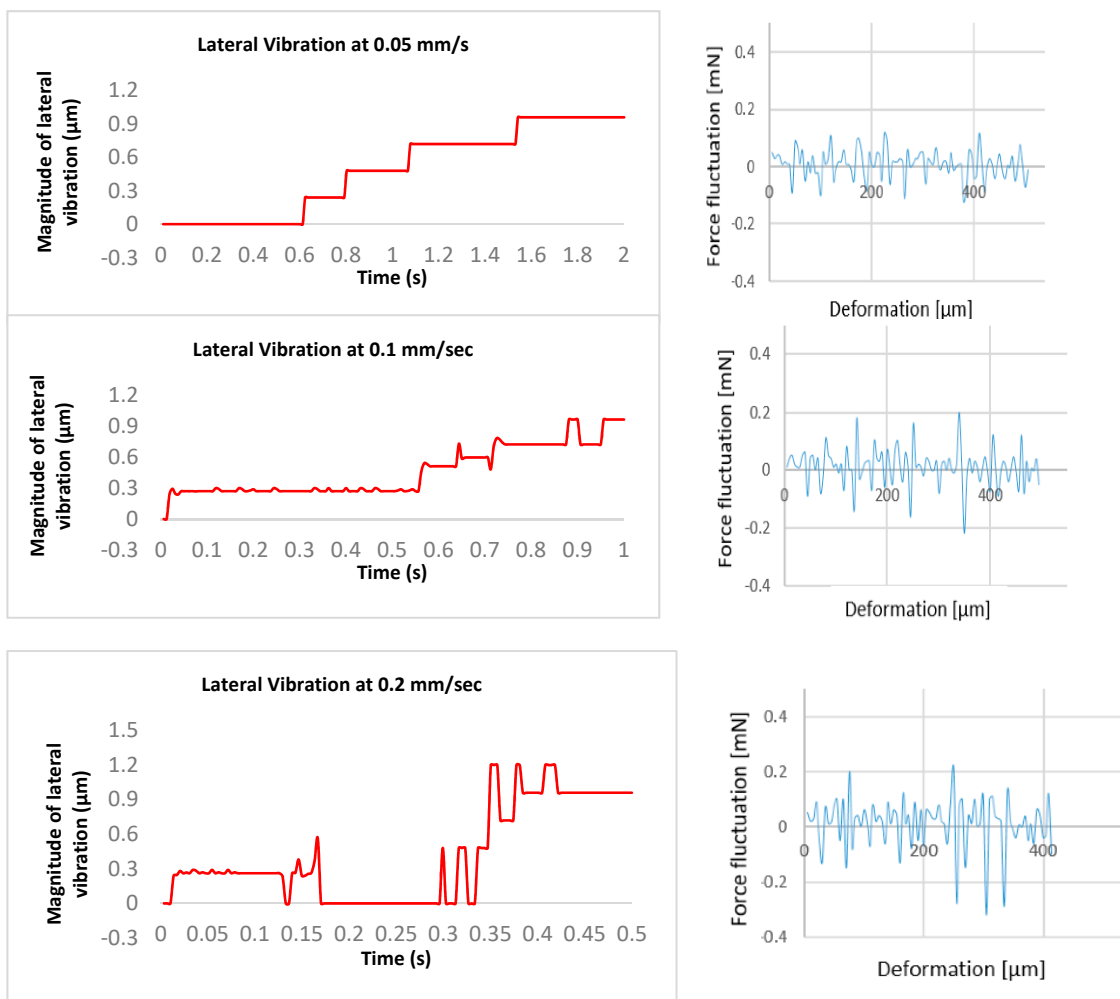 Lateral Vibration at 0.05 mm/s
Magnitude of lateral
vibration (µm)
1.2
0.9
0.6
0.3
0
-0.3
0 0.2 0.4 0.6 0.8 1 1.2 1.4 1.6 1.8 2
Time (s)
Force fluctuation [mN]
0.4
0.2
0
-0.2
-0.4
0 200 400
Deformation [µm]
Lateral Vibration at 0.1 mm/sec
Magnitude of lateral
vibration (µm)
1.2
0.9
0.6
0.3
0
-0.3
0 0.1 0.2 0.3 0.4 0.5 0.6 0.7 0.8 0.9 1
Time (s)
Force fluctuation [mN]
0.4
0.2
0
-0.2
-0.4
0 200 400
Deformation [µm]
Lateral Vibration at 0.2 mm/sec
Magnitude of lateral
vibration (µm)
1.5
1.2
0.9
0.6
0.3
0
-0.3
0 0.05 0.1 0.15 0.2 0.25 0.3 0.35 0.4 0.45 0.5
Time (s)
Force fluctuation [mN]
0.4
0.2
0
-0.2
-0.4
0 200 400
Deformation [µm]